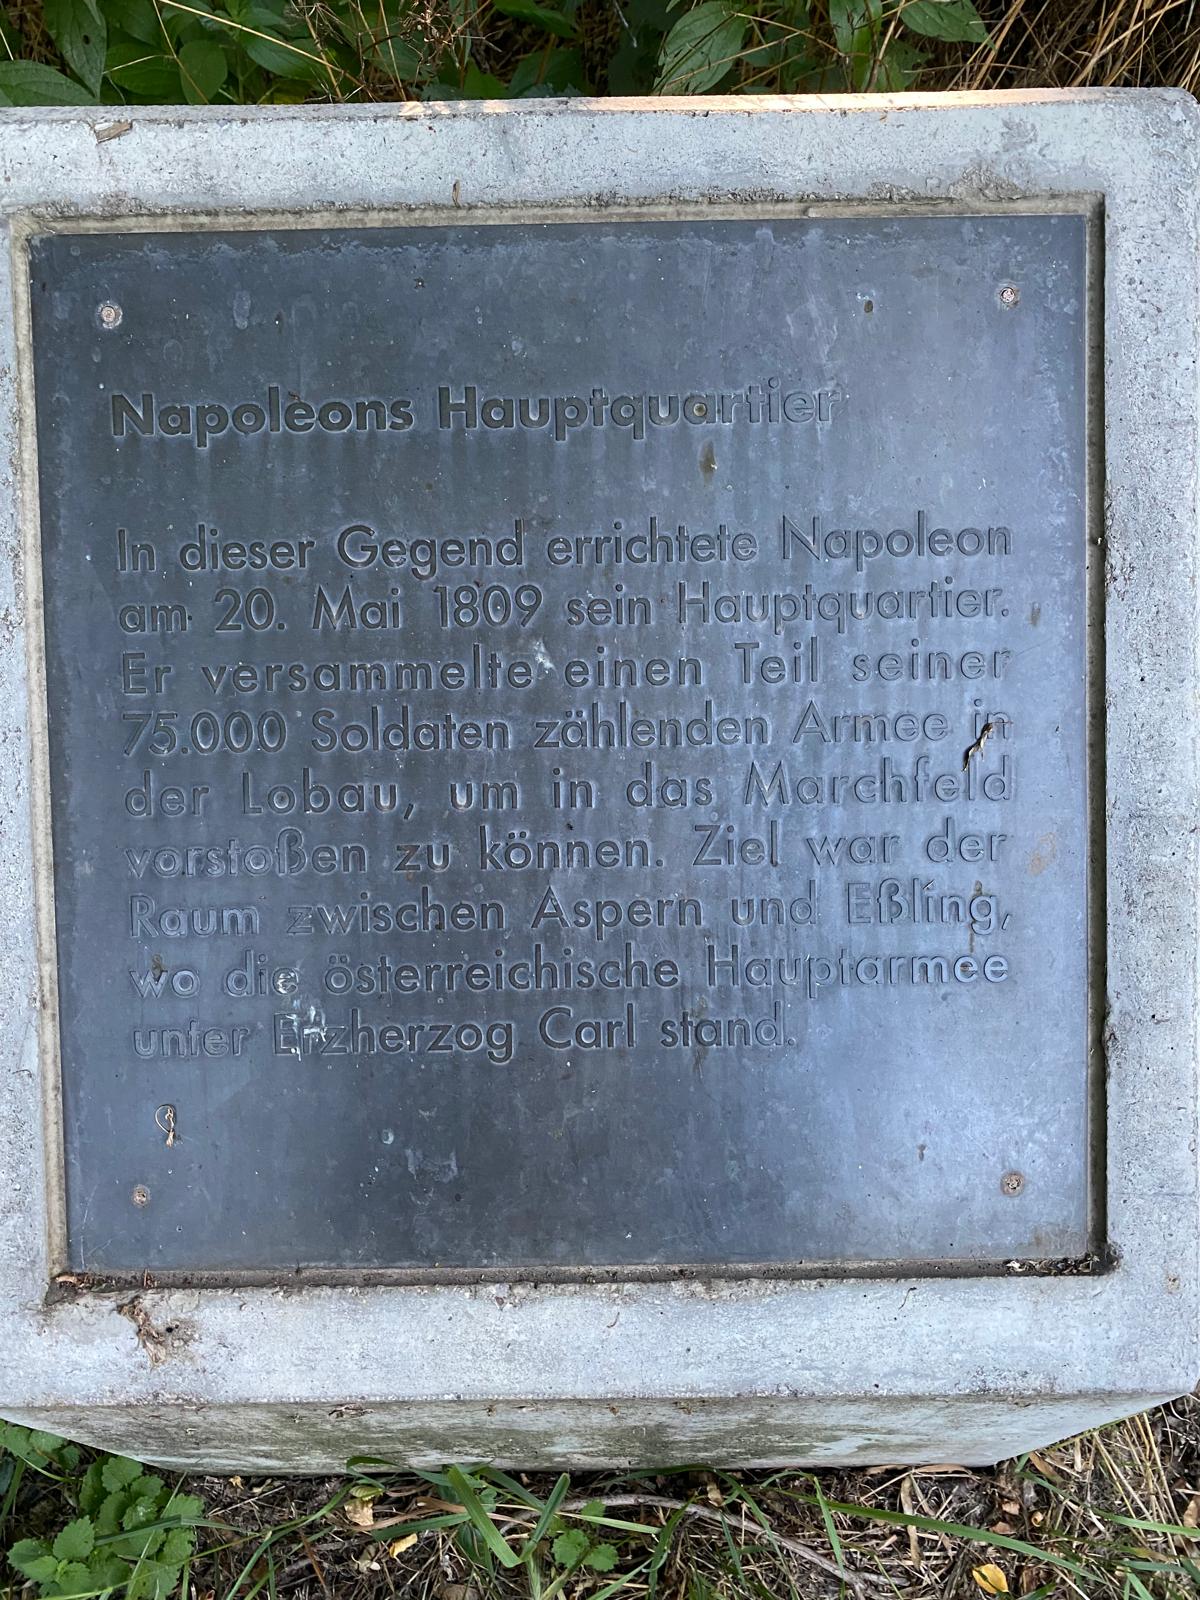 Napoleons Hauptquartier
In dieser Gegend errichtete Napoleon
am 20. Mai 1809 sein Hauptquartier.
Er versammelte einen Teil seiner
75.000 Soldaten zählenden Armee in
der Lobau, um in das Marchfeld
vorstoßen zu können. Ziel war der
Raum zwischen Aspern und Eßling,
wo die österreichische Hauptarmee
unter Erzherzog Carl stand.